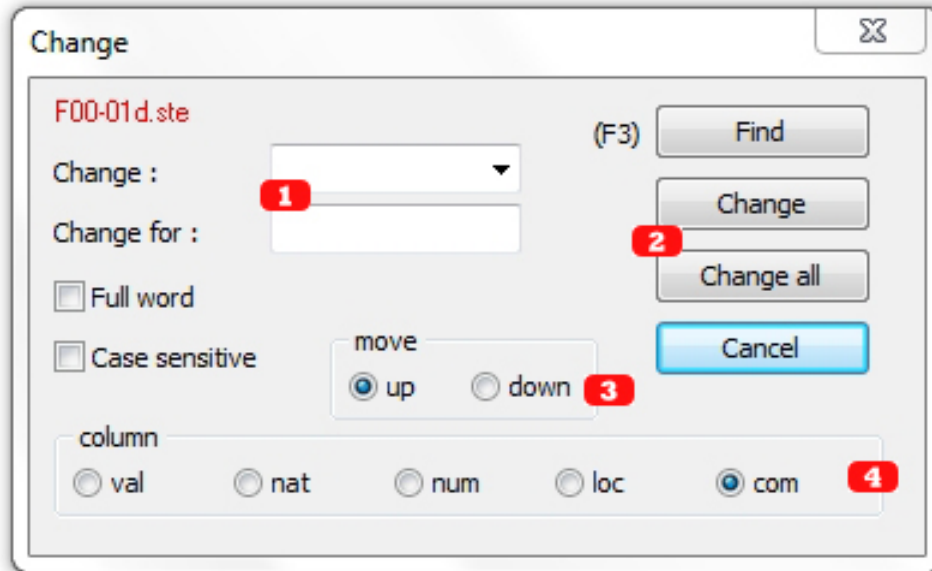 Change
F00-01d.ste
(F3) Find
Change :
1
Change
Change for :
2
Change all
Full word
Case sensitive
move
Cancel
up down 3
column
val nat num loc com 4